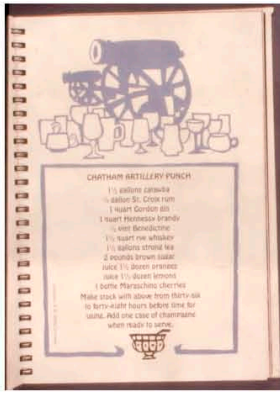 CHATHAM ARTILLERY PUNCH
1½ gallons catawba
½ gallon St. Croix rum
1 quart Gordon gin
1 quart Hennessy brandy
½ pint Benedictine
1½ quart rye whiskey
1½ gallons strong tea
2 pounds brown sugar
Juice 1½ dozen oranges
Juice 1½ dozen lemons
1 bottle Maraschino cherries
Make stock with above from thirty-six
to forty-eight hours before time for
using. Add one case of champagne
when ready to serve.